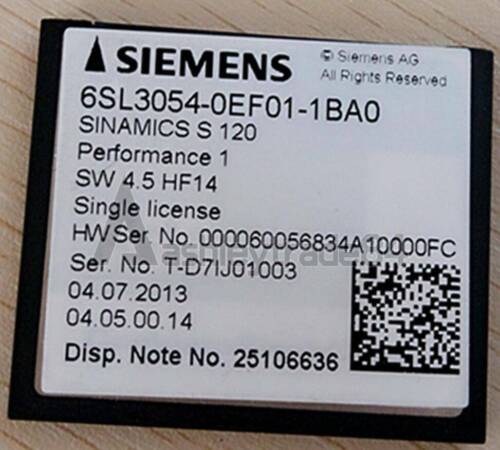 SIEMENS
© Siemens AG
All Rights Reserved
6SL3054-0EF01-1BA0
SINAMICS S 120
Performance 1
SW 4.5 HF14
Single license
HW Ser. No. 000060056834A10000FC
Ser. No. T-D7IJ01003
04.07.2013
04.05.00.14
Disp. Note No. 25106636